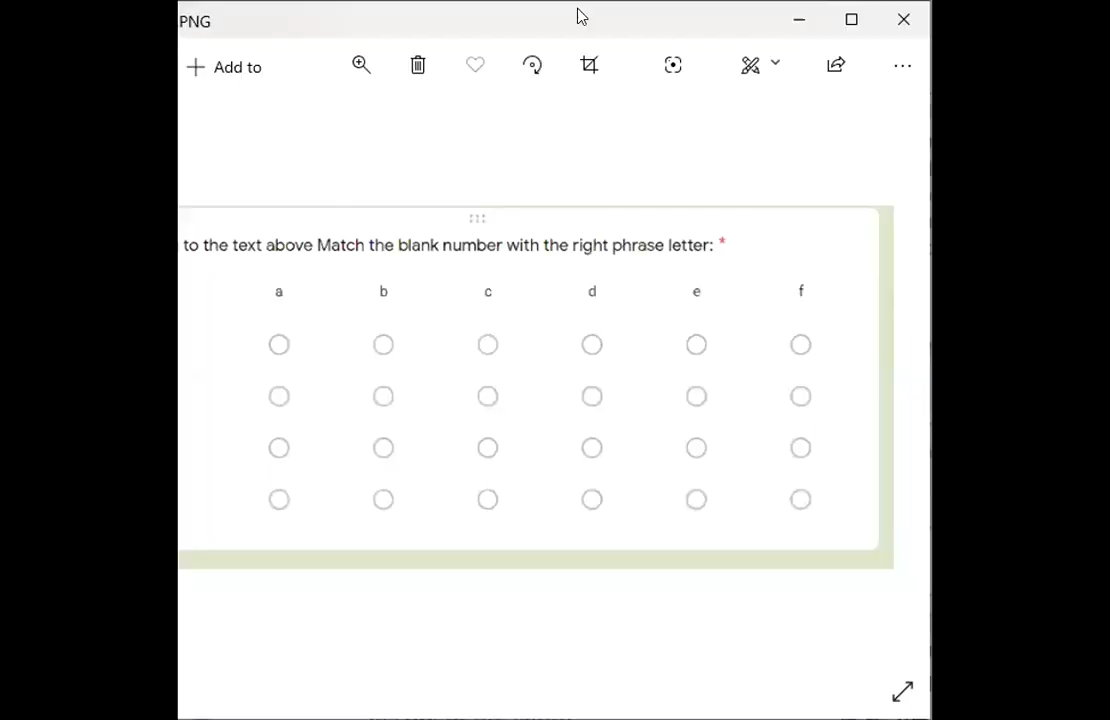 PNG
Add to
to the text above Match the blank number with the right phrase letter: *
a b c d e f